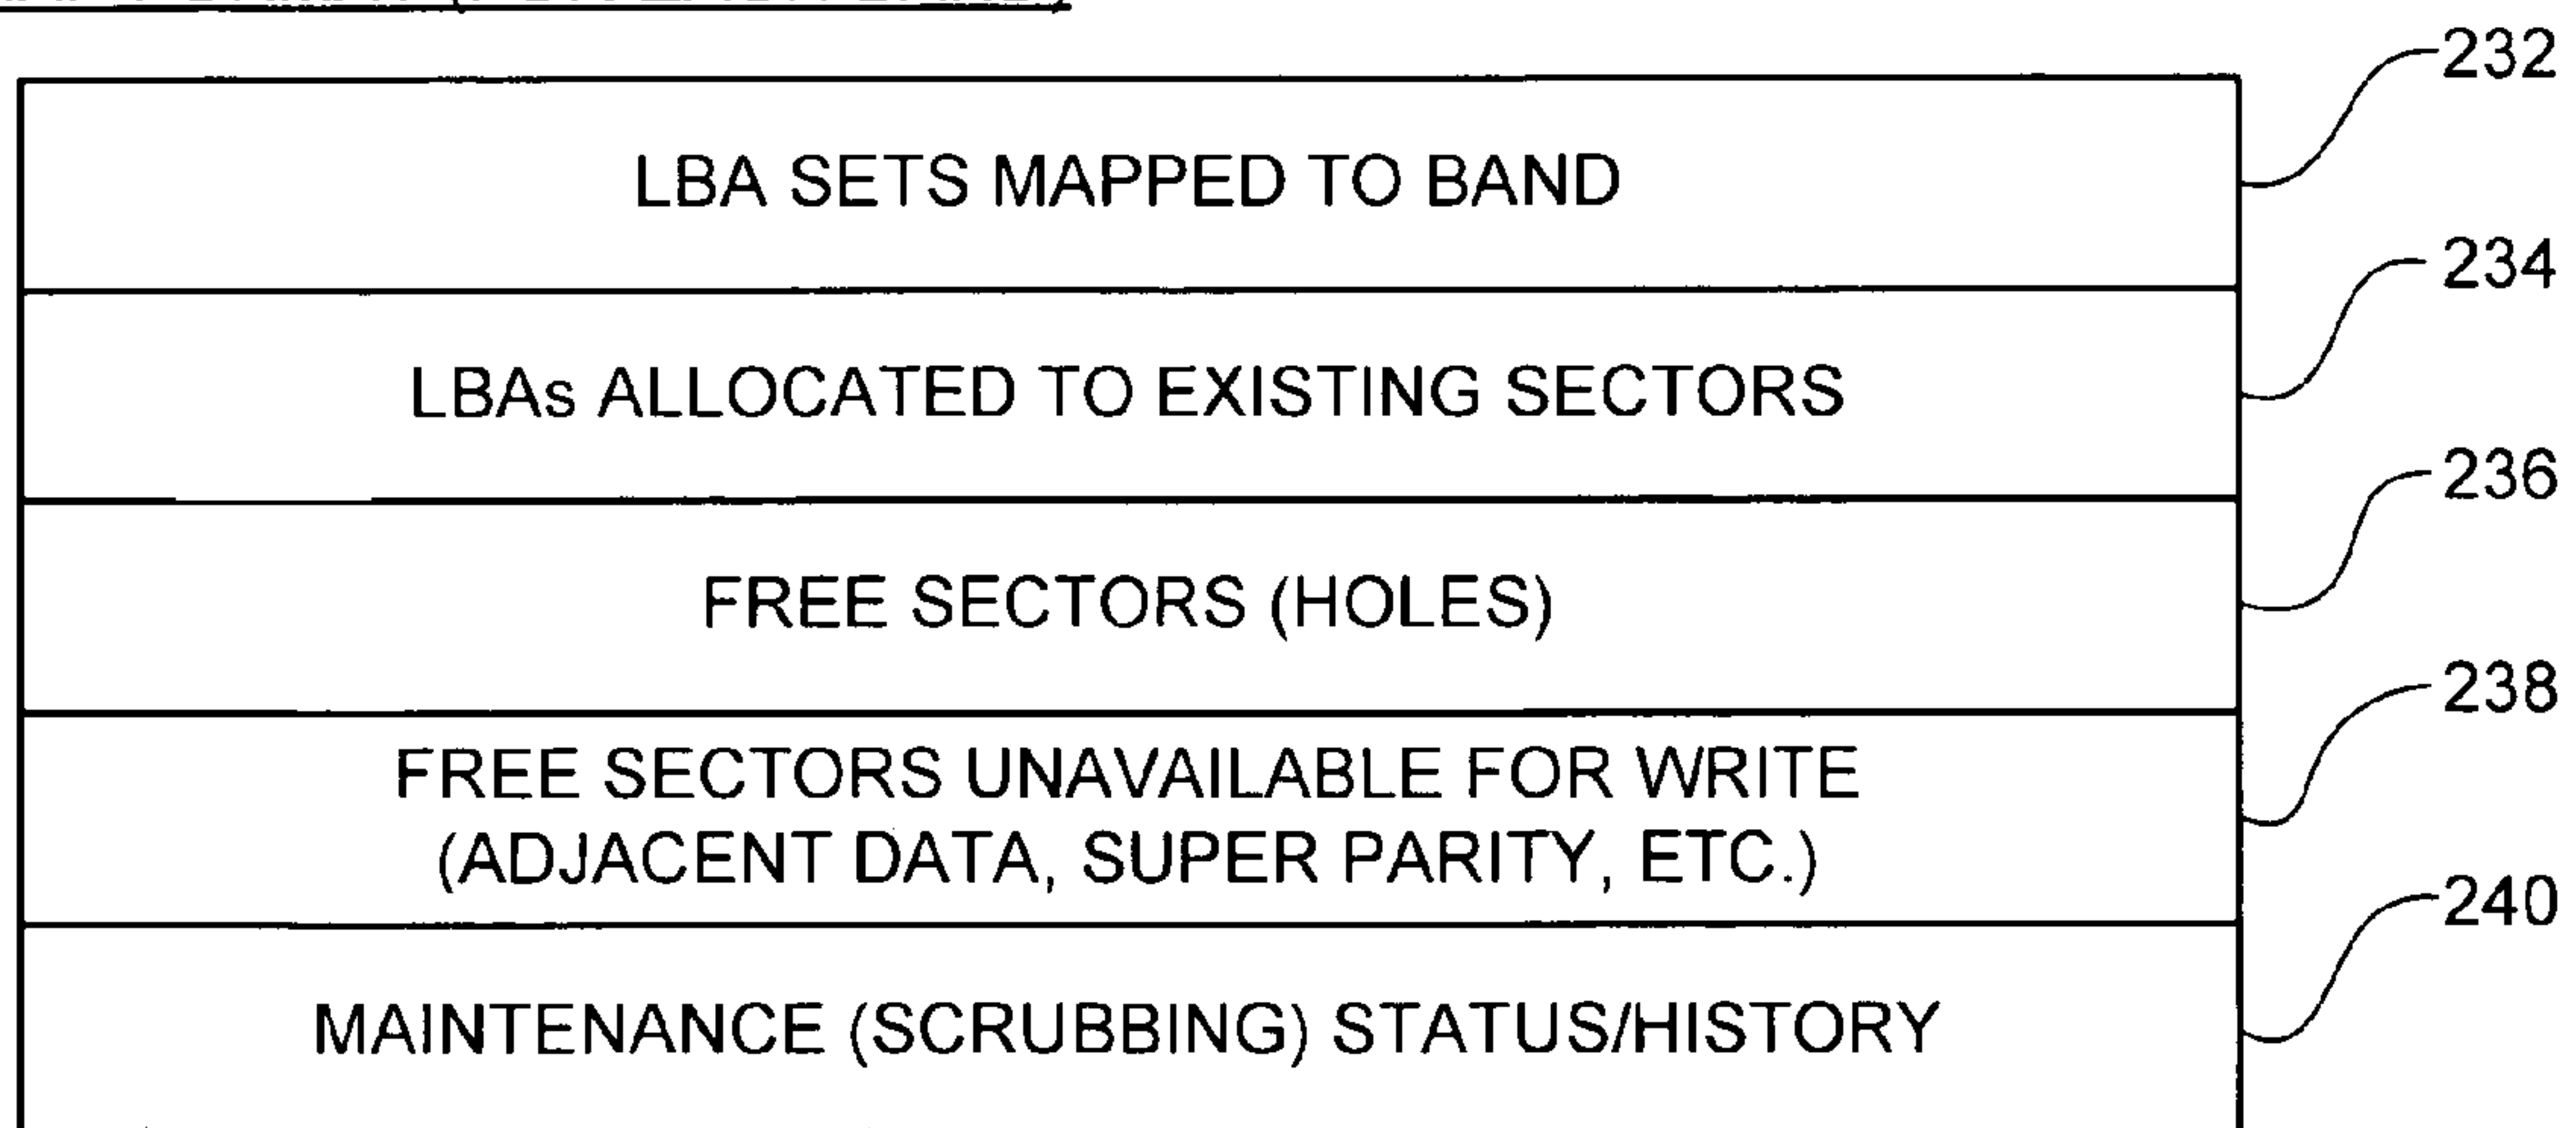 232
LBA SETS MAPPED TO BAND
234
LBAs ALLOCATED TO EXISTING SECTORS
236
FREE SECTORS (HOLES)
238
FREE SECTORS UNAVAILABLE FOR WRITE
(ADJACENT DATA, SUPER PARITY, ETC.)
240
MAINTENANCE (SCRUBBING) STATUS/HISTORY